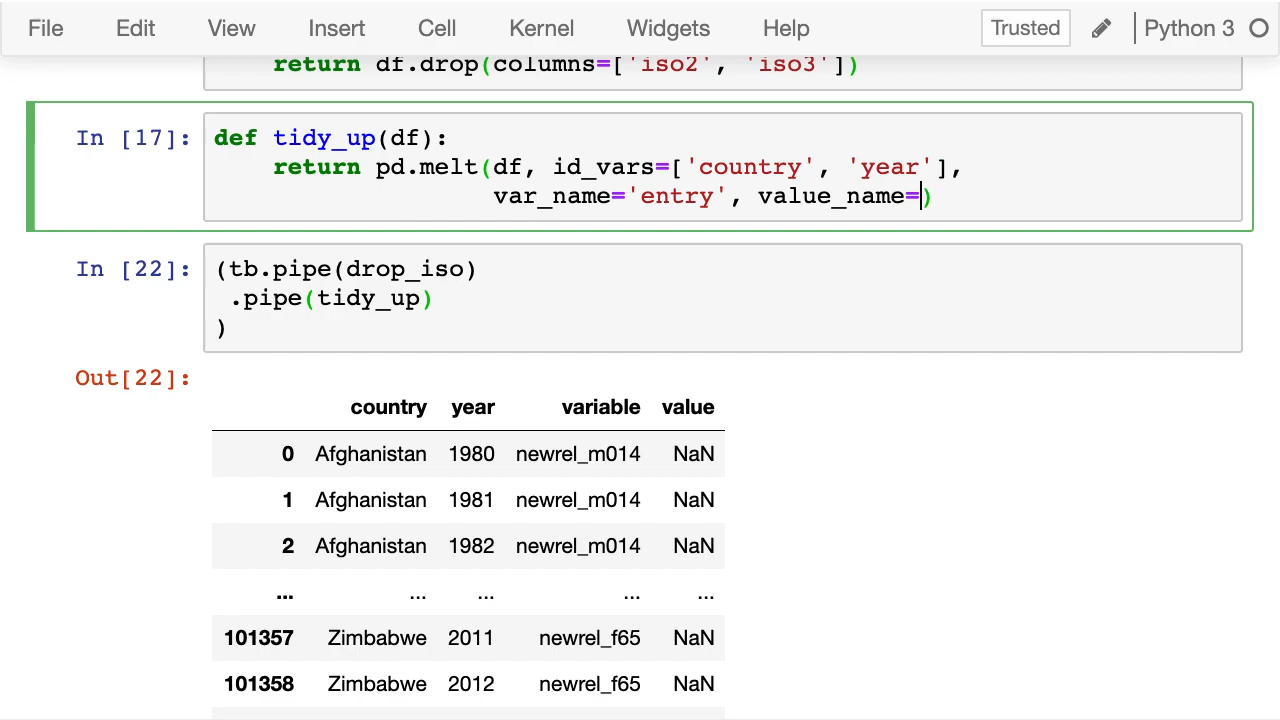 File Edit View Insert Cell Kernel Widgets Help Trusted Python 3
return df.drop(columns=['iso2', 'iso3'])
In [17]: def tidy_up(df):
return pd.melt(df, id_vars=['country', 'year'],
var_name='entry', value_name=)
In [22]: (tb.pipe(drop_iso)
.pipe(tidy_up)
)
Out[22]:
country year variable value
0 Afghanistan 1980 newrel_m014 NaN
1 Afghanistan 1981 newrel_m014 NaN
2 Afghanistan 1982 newrel_m014 NaN
... ... ... ... ...
101357 Zimbabwe 2011 newrel_f65 NaN
101358 Zimbabwe 2012 newrel_f65 NaN